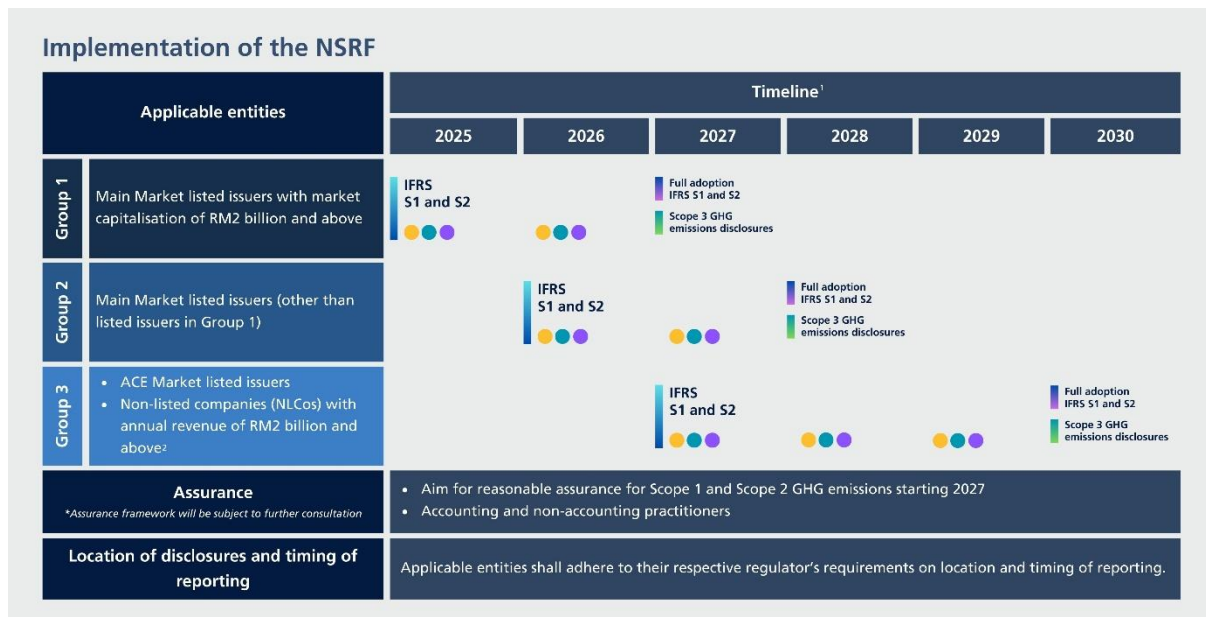 Implementation of the NSRF
Applicable entities
Timeline¹
2025
2026
2027
2028
2029
2030
Group 1
Main Market listed issuers with market
capitalisation of RM2 billion and above
IFRS
S1 and S2
Full adoption
IFRS S1 and S2
Scope 3 GHG
emissions disclosures
Group 2
Main Market listed issuers (other than
listed issuers in Group 1)
IFRS
S1 and S2
Full adoption
IFRS S1 and S2
Scope 3 GHG
emissions disclosures
Group 3
• ACE Market listed issuers
• Non-listed companies (NLCos) with
annual revenue of RM2 billion and
above²
IFRS
S1 and S2
Full adoption
IFRS S1 and S2
Scope 3 GHG
emissions disclosures
Assurance
*Assurance framework will be subject to further consultation
• Aim for reasonable assurance for Scope 1 and Scope 2 GHG emissions starting 2027
• Accounting and non-accounting practitioners
Location of disclosures and timing of
reporting
Applicable entities shall adhere to their respective regulator's requirements on location and timing of reporting.